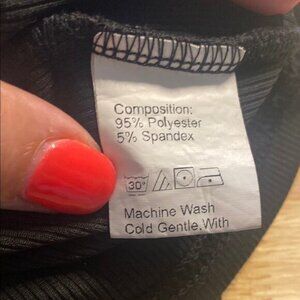 Composition:
95% Polyester
5% Spandex
30°
Machine Wash
Cold Gentle.With